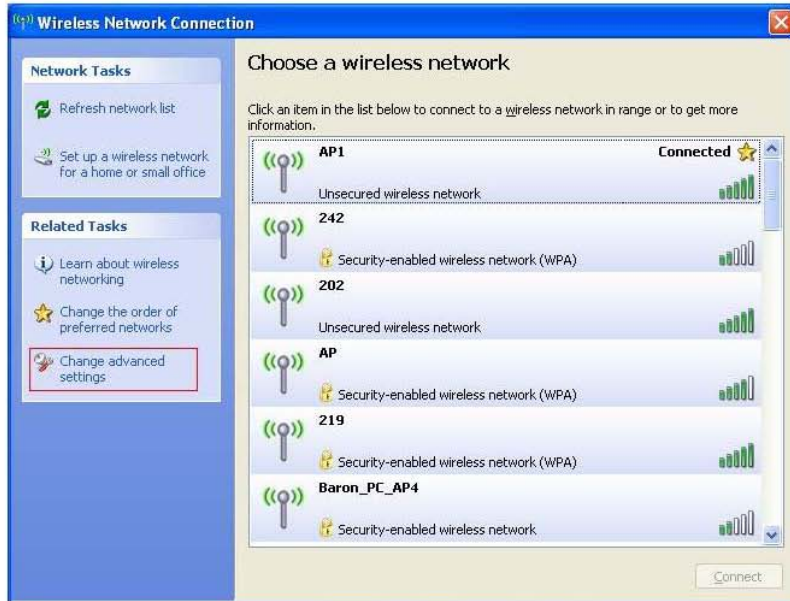 Wireless Network Connection
Network Tasks
Refresh network list
Set up a wireless network
for a home or small office
Related Tasks
Learn about wireless
networking
Change the order of
preferred networks
Change advanced
settings
Choose a wireless network
Click an item in the list below to connect to a wireless network in range or to get more
information.
AP1
Connected
Unsecured wireless network
242
Security-enabled wireless network (WPA)
202
Unsecured wireless network
AP
Security-enabled wireless network (WPA)
219
Security-enabled wireless network (WPA)
Baron_PC_AP4
Security-enabled wireless network
Connect